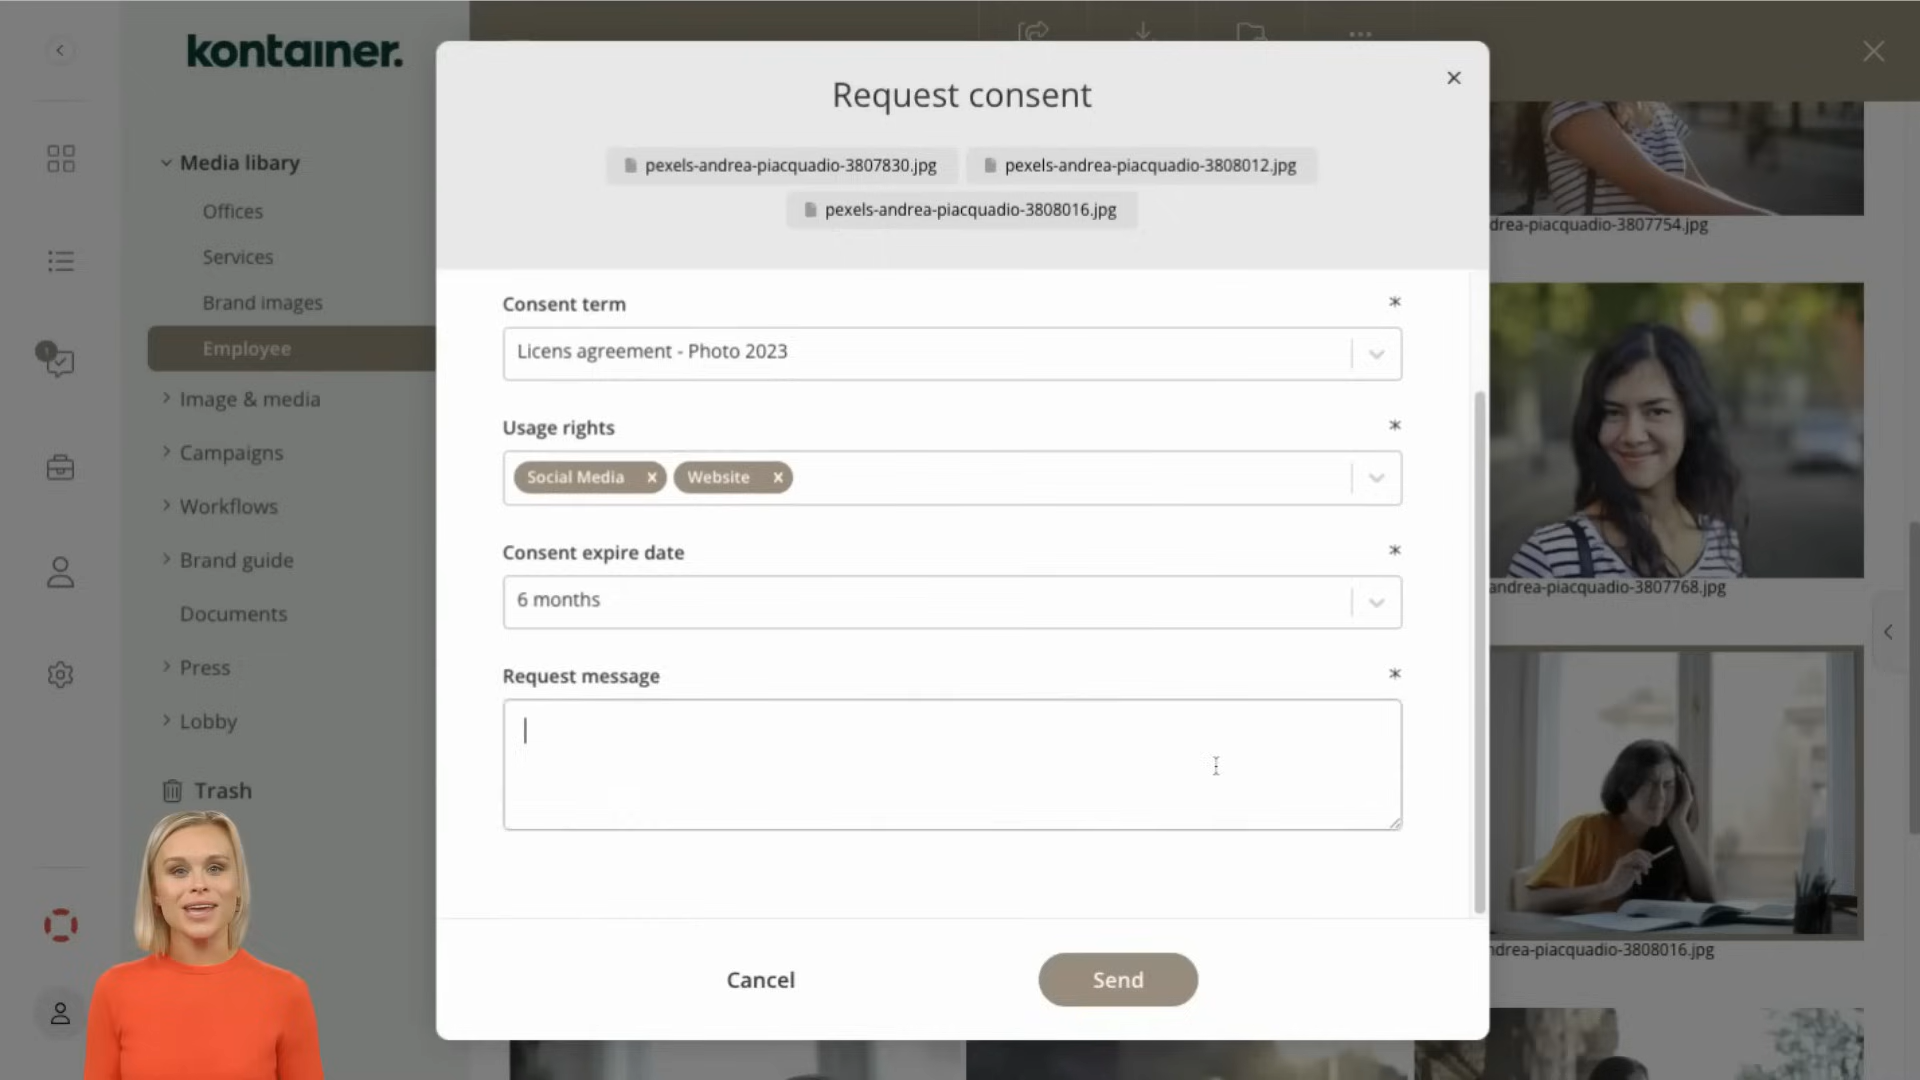 kontainer.
Media libary
Offices
Services
Brand images
Employee
Image & media
Campaigns
Workflows
Brand guide
Documents
Press
Lobby
Trash
1
Request consent
pexels-andrea-piacquadio-3807830.jpg
pexels-andrea-piacquadio-3808012.jpg
pexels-andrea-piacquadio-3808016.jpg
Consent term *
Licens agreement - Photo 2023
Usage rights *
Social Media x Website x
Consent expire date *
6 months
Request message *
Cancel
Send
drea-piacquadio-3807754.jpg
andrea-piacquadio-3807768.jpg
ndrea-piacquadio-3808016.jpg